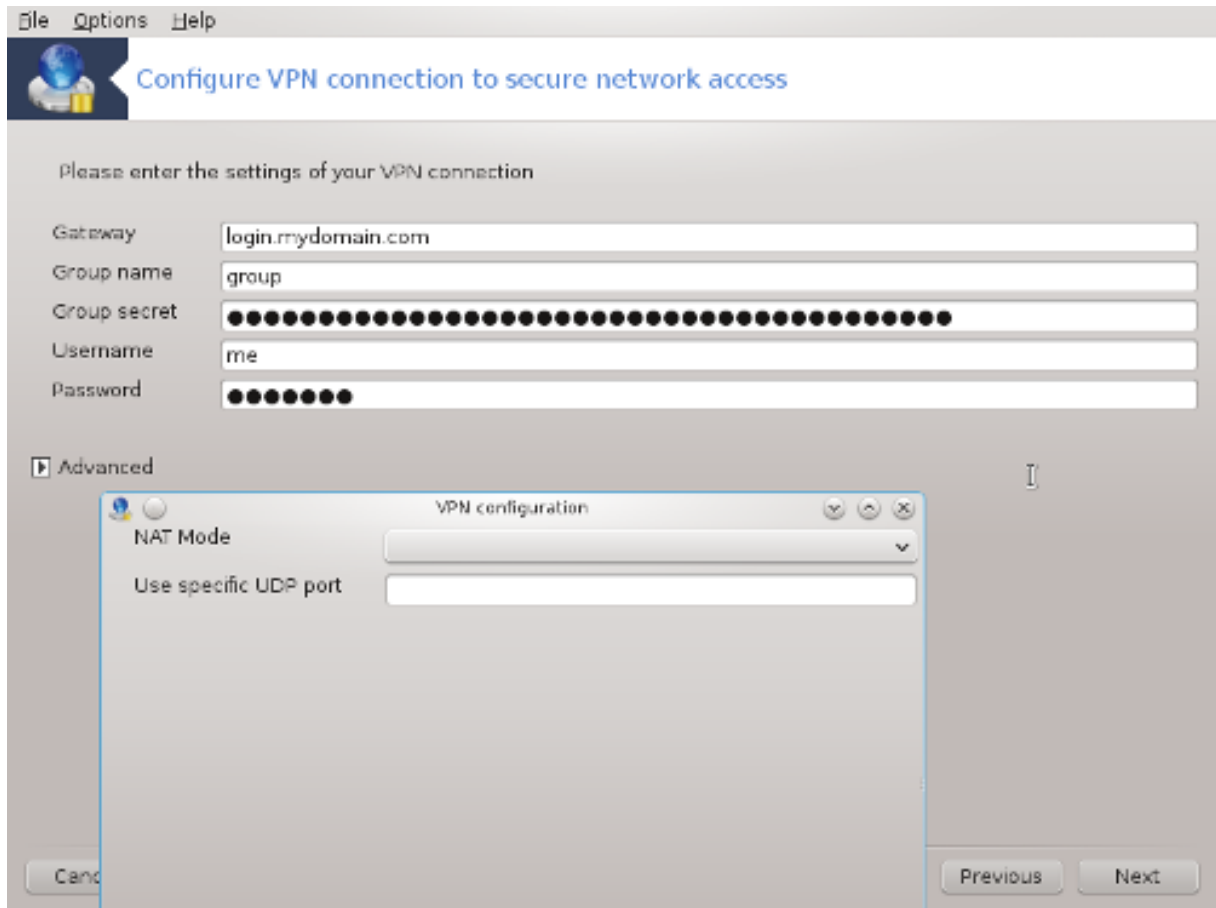 File Options Help
Configure VPN connection to secure network access
Please enter the settings of your VPN connection
Gateway login.mydomain.com
Group name group
Group secret ●●●●●●●●●●●●●●●●●●●●●●●●●●●●●●●●●●●●●●●●
Username me
Password ●●●●●●●
Advanced
VPN configuration
NAT Mode
Use specific UDP port
Canc
Previous Next